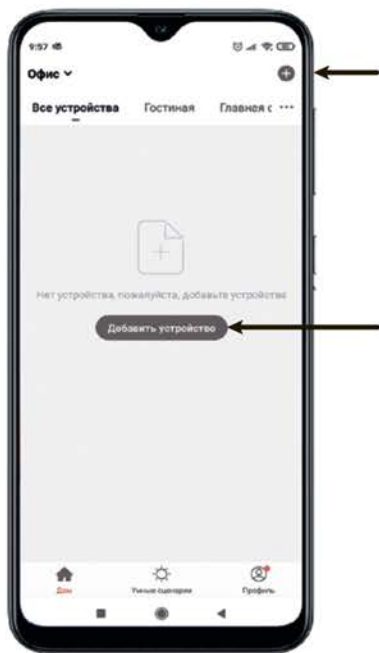 9:57
Офис
Все устройства Гостиная Главная с ...
Нет устройства, пожалуйста, добавьте устройства
Добавить устройство
Дом Умные сценарии Профиль